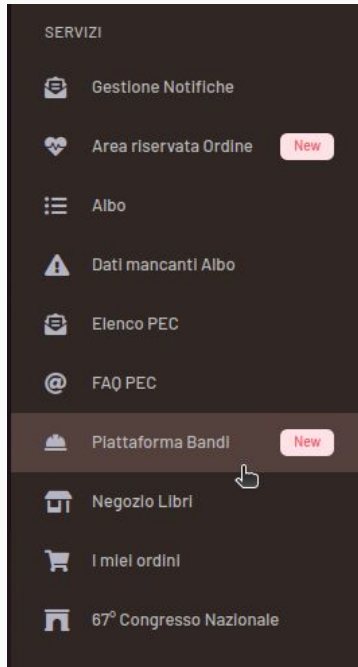 SERVIZI
Gestione Notifiche
Area riservata Ordine New
Albo
Dati mancanti Albo
Elenco PEC
FAQ PEC
Piattaforma Bandi New
Negozio Libri
I miei ordini
67° Congresso Nazionale